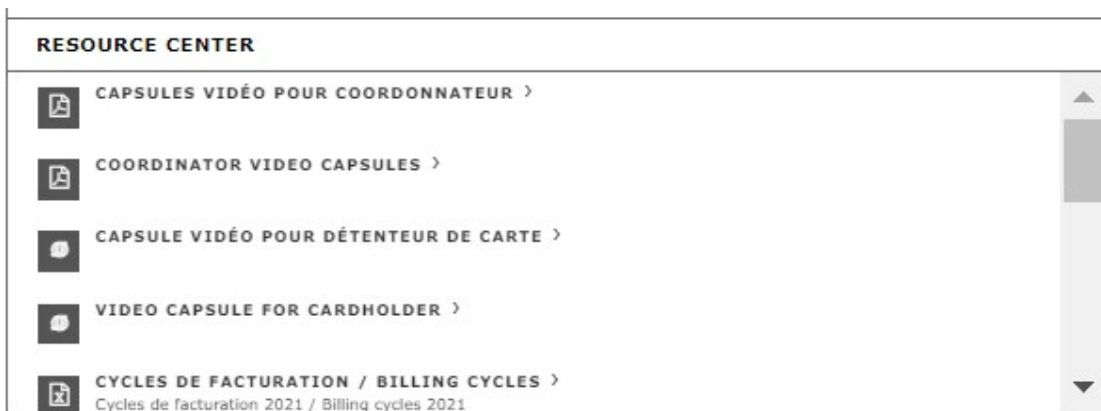 RESOURCE CENTER
CAPSULES VIDÉO POUR COORDONNATEUR >
COORDINATOR VIDEO CAPSULES >
CAPSULE VIDÉO POUR DÉTENTEUR DE CARTE >
VIDEO CAPSULE FOR CARDHOLDER >
CYCLES DE FACTURATION / BILLING CYCLES >
Cycles de facturation 2021 / Billing cycles 2021